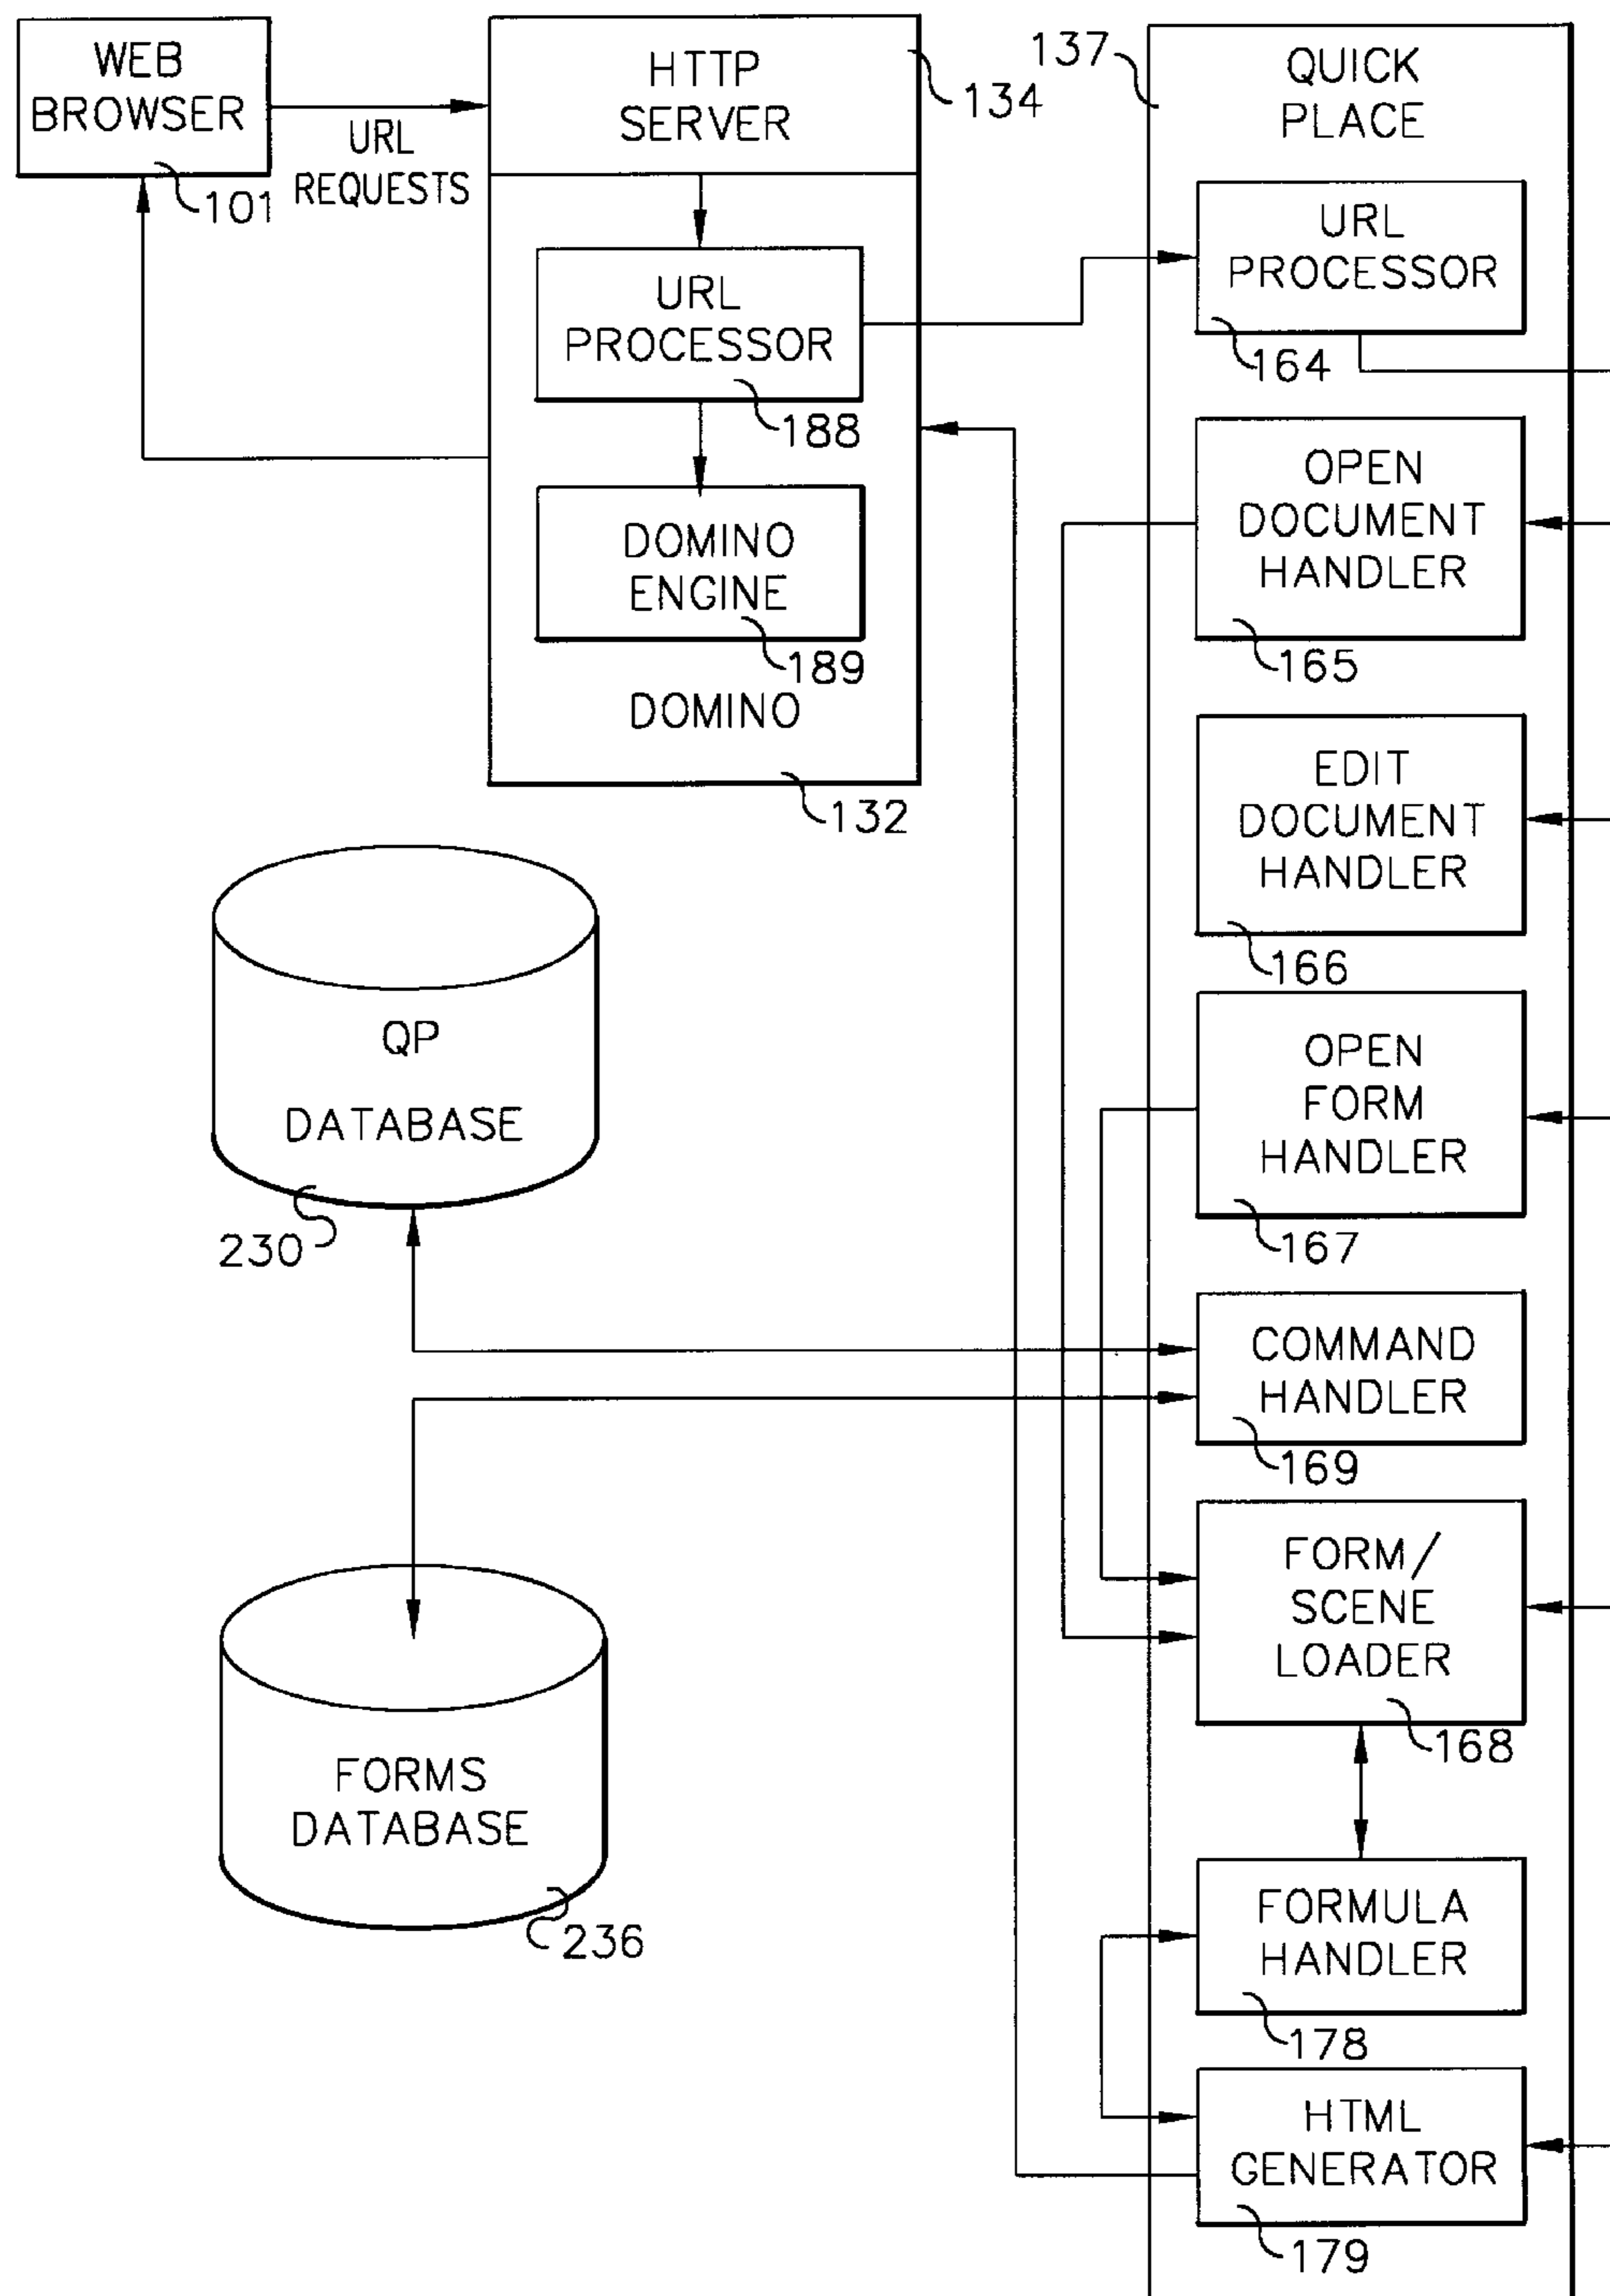 WEB
BROWSER
101
URL
REQUESTS
HTTP
SERVER
134
URL
PROCESSOR
188
DOMINO
ENGINE
189
DOMINO
132
QP
DATABASE
230
FORMS
DATABASE
236
137
QUICK
PLACE
URL
PROCESSOR
164
OPEN
DOCUMENT
HANDLER
165
EDIT
DOCUMENT
HANDLER
166
OPEN
FORM
HANDLER
167
COMMAND
HANDLER
169
FORM/
SCENE
LOADER
168
FORMULA
HANDLER
178
HTML
GENERATOR
179